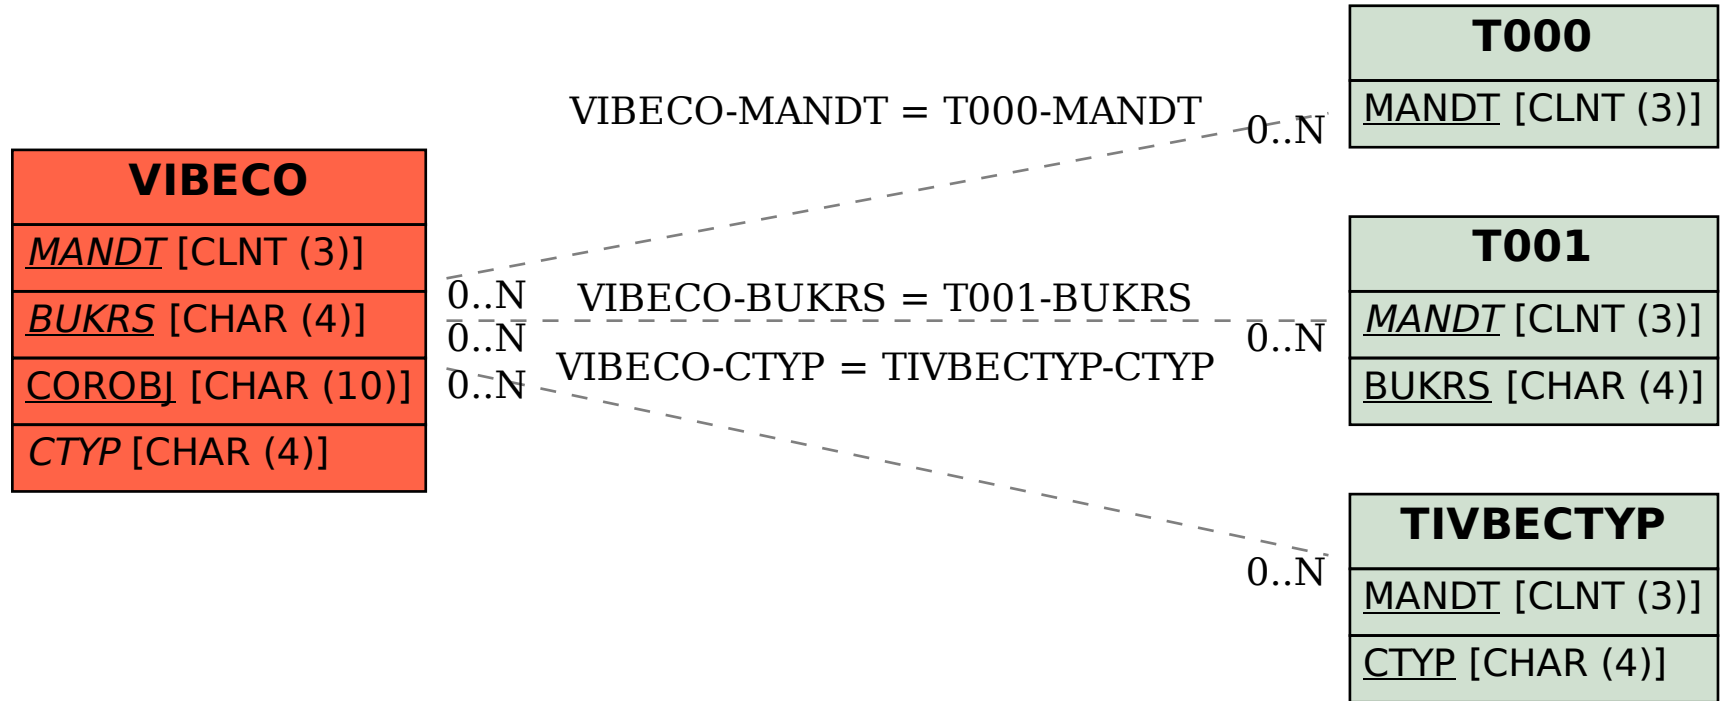 VIBECO
MANDT [CLNT (3)]
BUKRS [CHAR (4)]
COROBJ [CHAR (10)]
CTYP [CHAR (4)]
VIBECO-MANDT = T000-MANDT
0..N
0..N
VIBECO-BUKRS = T001-BUKRS
0..N
0..N
VIBECO-CTYP = TIVBECTYP-CTYP
0..N
0..N
T000
MANDT [CLNT (3)]
T001
MANDT [CLNT (3)]
BUKRS [CHAR (4)]
TIVBECTYP
MANDT [CLNT (3)]
CTYP [CHAR (4)]